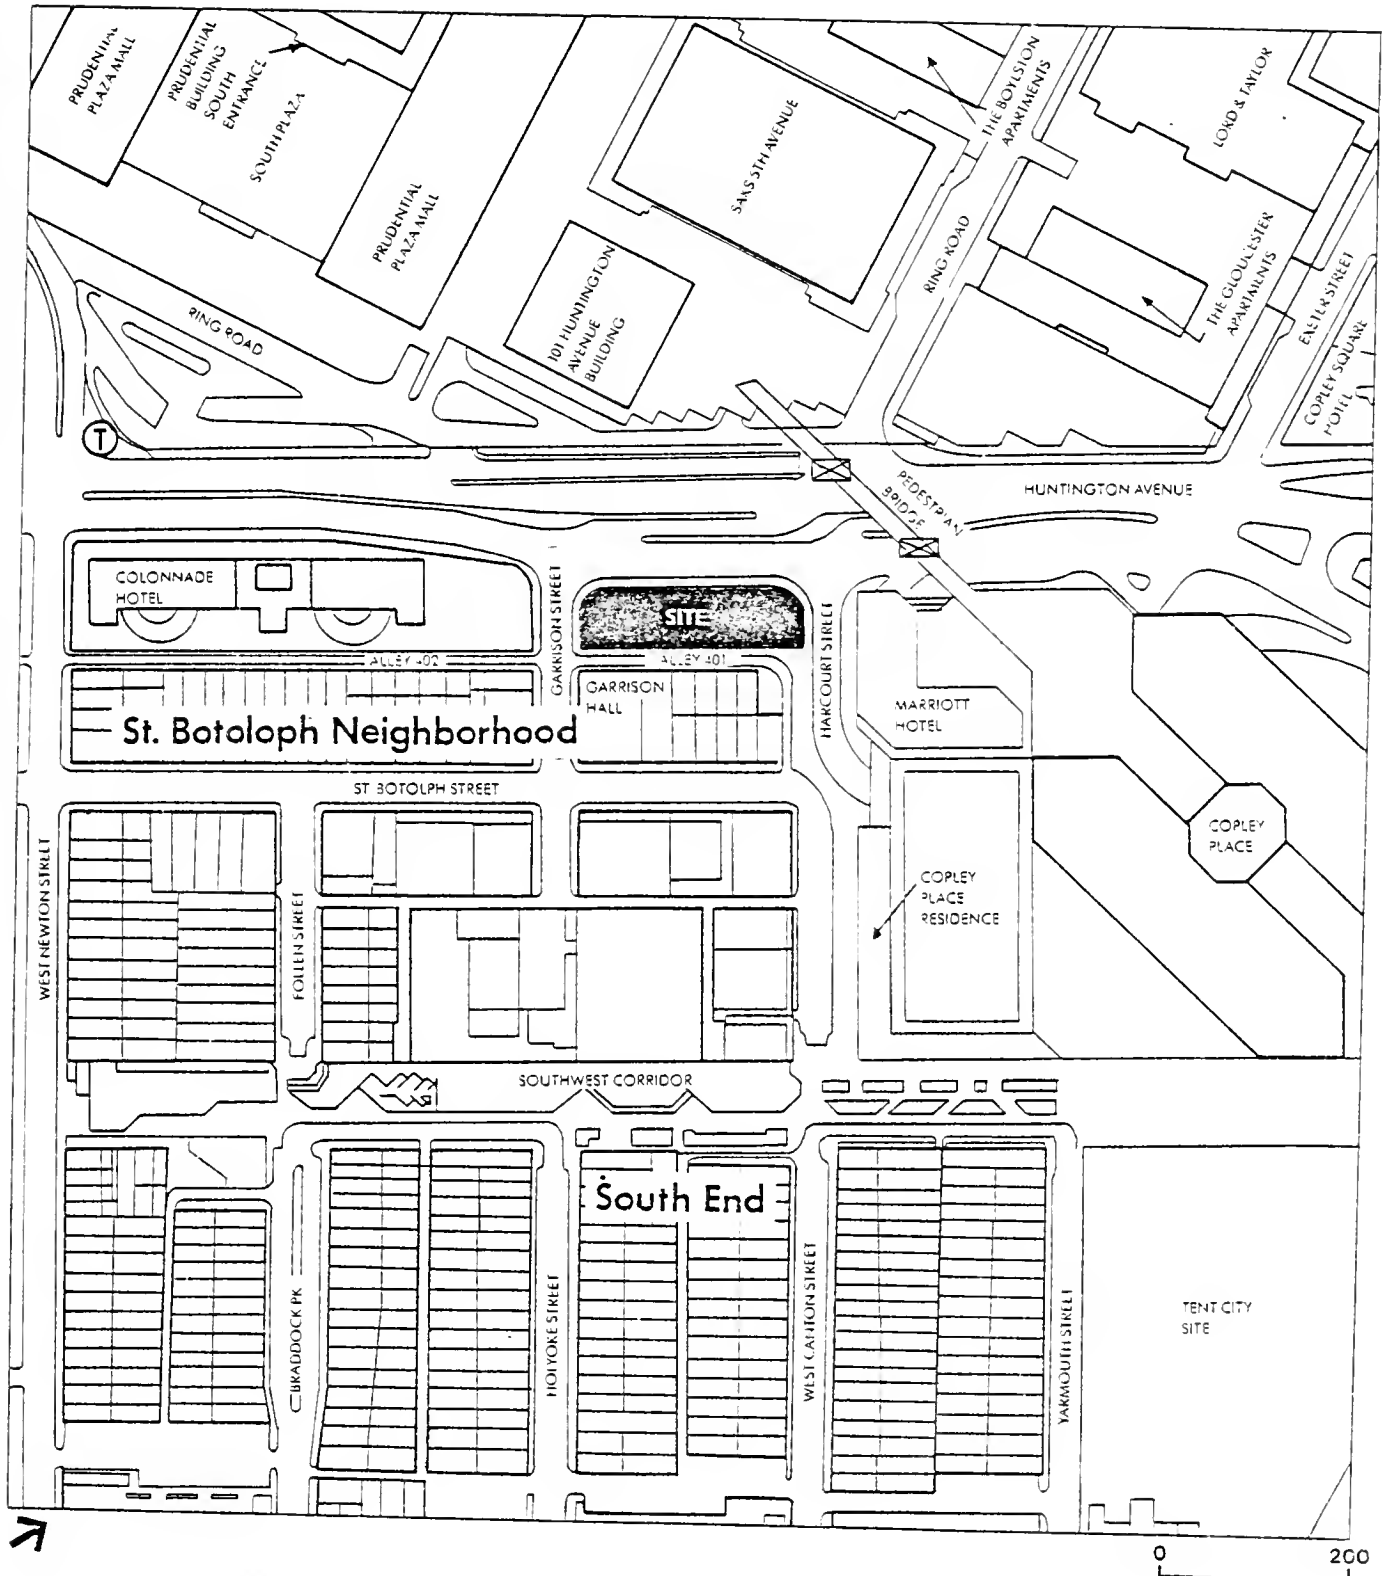 PRUDENTIAL
PLAZA MALL
PRUDENTIAL
BUILDING
SOUTH
ENTRANCE
SOUTH PLAZA
PRUDENTIAL
PLAZA MALL
SAKS 5TH AVENUE
THE BOYLSION
APARTMENTS
LORD & TAYLOR
101 HUNTINGTON
AVENUE
BUILDING
RING ROAD
RING ROAD
THE GLOUCESTER
APARTMENTS
EXETER STREET
COPLEY SQUARE
HOTEL
T
PEDESTRIAN
BRIDGE
HUNTINGTON AVENUE
COLONNADE
HOTEL
GARRISON STREET
SITE
HARCOURT STREET
ALLEY 402
ALLEY 401
GARRISON
HALL
MARRIOTT
HOTEL
St. Botoloph Neighborhood
ST BOTOLPH STREET
COPLEY
PLACE
WEST NEWTON STREET
FOLLEN STREET
COPLEY
PLACE
RESIDENCE
SOUTHWEST CORRIDOR
South End
BRADDOCK PK
HOLYOKE STREET
WEST CANTON STREET
YARMOUTH STREET
TENT CITY
SITE
0 200